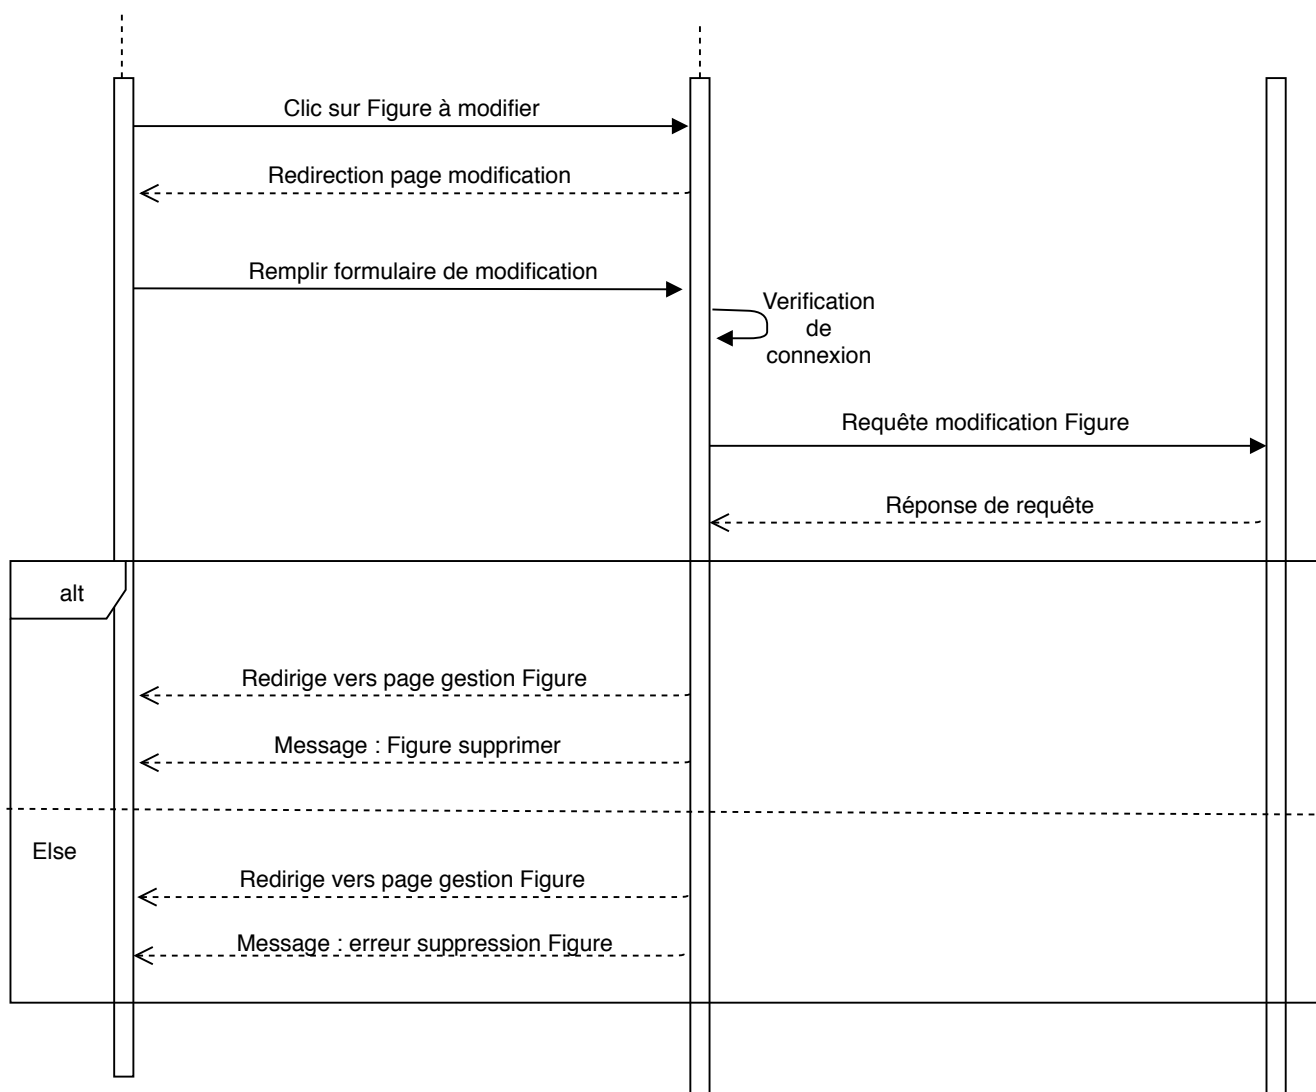 Clic sur Figure à modifier
Redirection page modification
Remplir formulaire de modification
Verification
de
connexion
Requête modification Figure
Réponse de requête
alt
Redirige vers page gestion Figure
Message : Figure supprimer
Else
Redirige vers page gestion Figure
Message : erreur suppression Figure